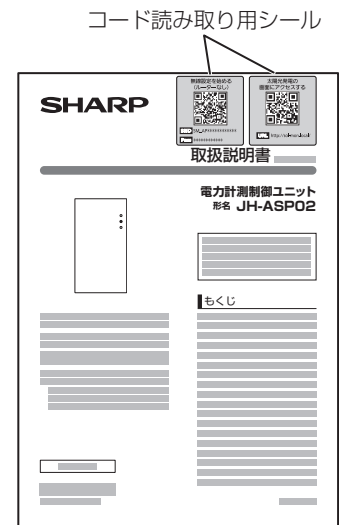 コード読み取り用シール
無線設定を始める
(ルーターなし)
太陽光発電の
画面にアクセスする
SHARP
取扱説明書
電力計測制御ユニット
形名 JH-ASP02
もくじ